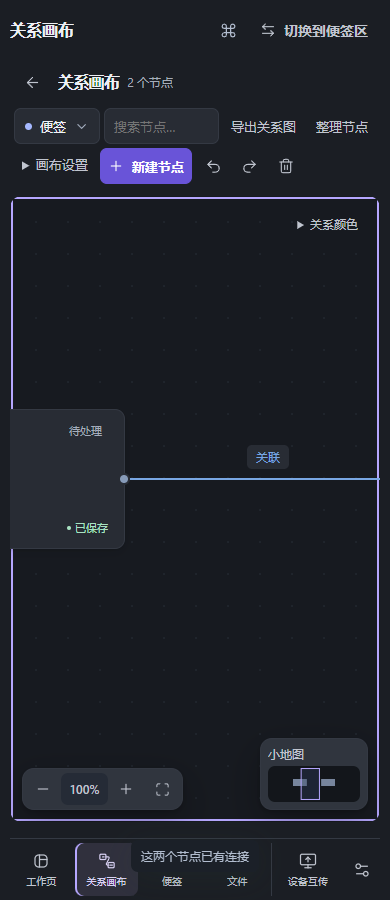 关系画布
⌘ 切换到便签区
关系画布 2 个节点
便签
搜索节点...
导出关系图
整理节点
画布设置
新建节点
关系颜色
待处理
关联
已保存
小地图
100%
这两个节点已有连接
工作页
关系画布
便签
文件
设备互传